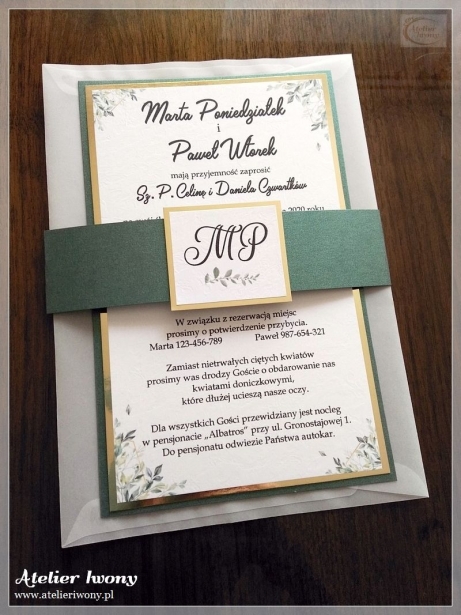 Atelier
Iwony
Marta Poniedziałek
i
Paweł Wtorek
mają przyjemność zaprosić
Sz. P. Celinę i Daniela Czwartków
2020 roku
MP
W związku z rezerwacją miejsc
prosimy o potwierdzenie przybycia.
Marta 123-456-789 Paweł 987-654-321
Zamiast nietrwałych ciętych kwiatów
prosimy was drodzy Goście o obdarowanie nas
kwiatami doniczkowymi,
które dłużej ucieszą nasze oczy.
Dla wszystkich Gości przewidziany jest nocleg
w pensjonacie „Albatros” przy ul. Gronostajowej 1.
Do pensjonatu odwiezie Państwa autokar.
Atelier Iwony
www.atelieriwony.pl